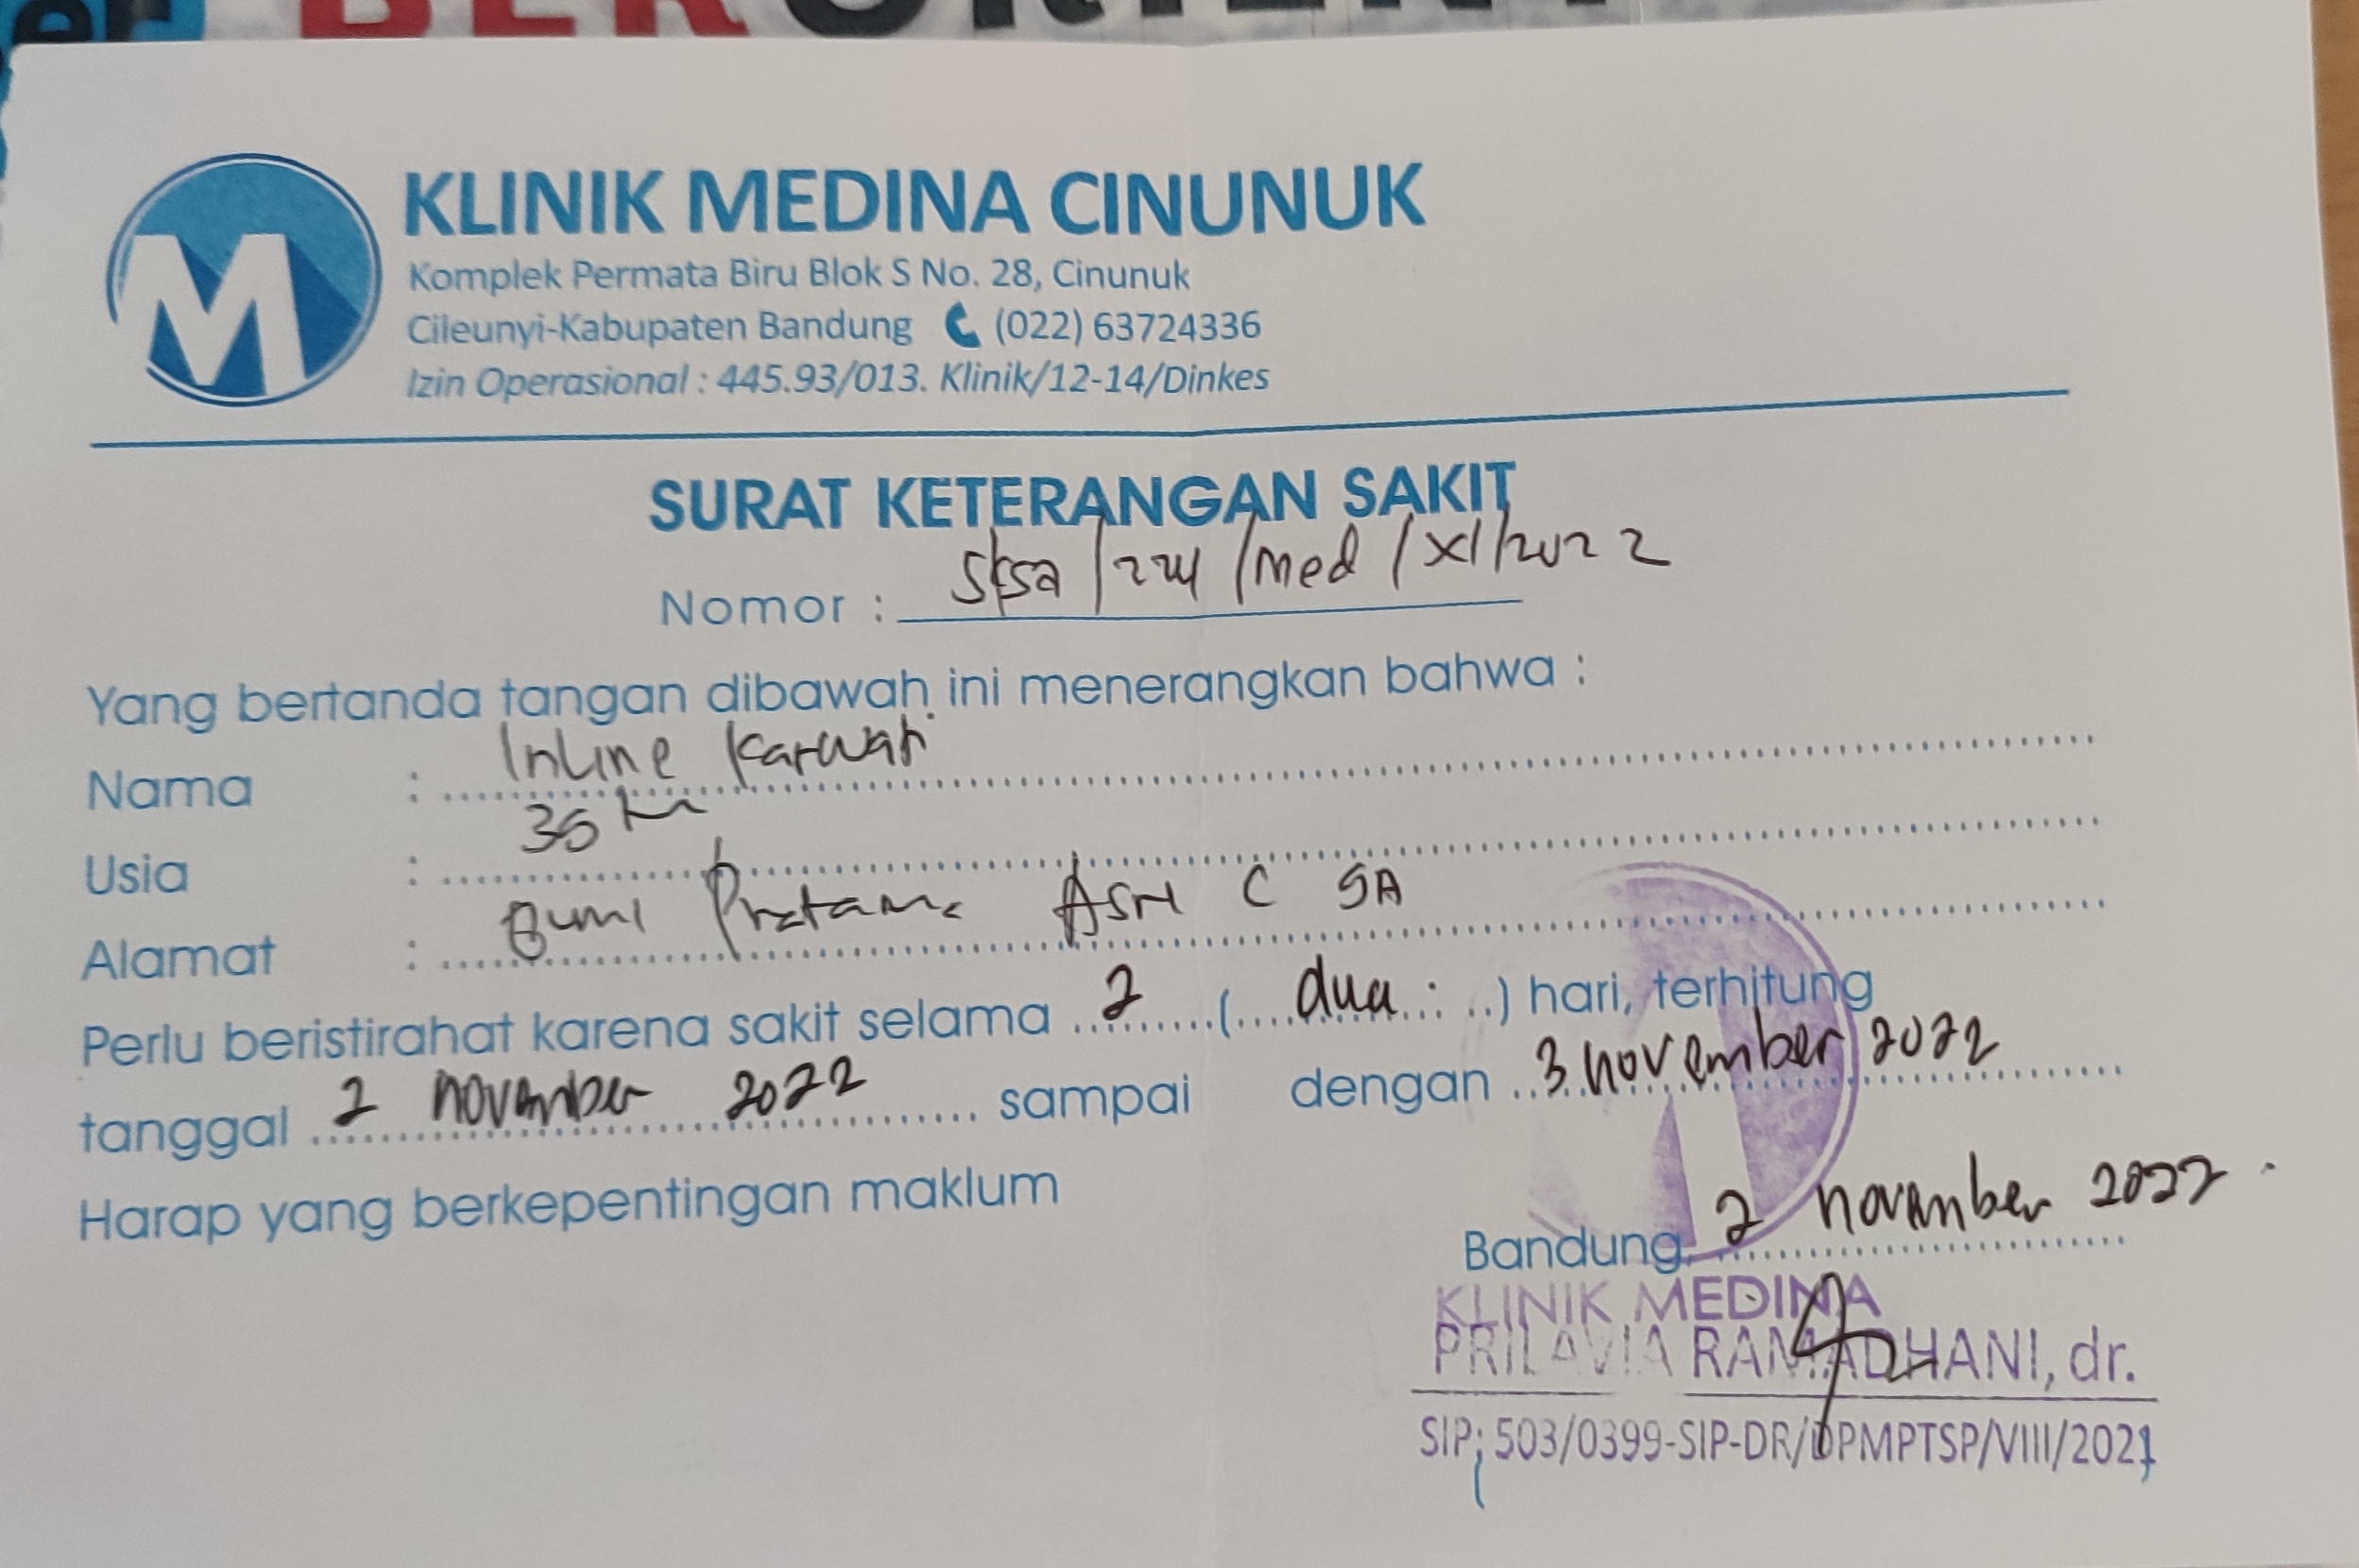 KLINIK MEDINA CINUNUK
Komplek Permata Biru Blok S No. 28, Cinunuk
Cileunyi-Kabupaten Bandung (022) 63724336
Izin Operasional : 445.93/013. Klinik/12-14/Dinkes
SURAT KETERANGAN SAKIT
Nomor : SKsa / 224 / Med / XI / 2022
Yang bertanda tangan dibawah ini menerangkan bahwa :
Nama : Inline Karwati
Usia :
Alamat : Bumi Pratama Asri C 5A
Perlu beristirahat karena sakit selama 2 ( dua ) hari, terhitung
tanggal 2 november 2022 sampai dengan 3 november 2022
Harap yang berkepentingan maklum
Bandung, 2 november 2022
KLINIK MEDINA
PRILAVIA RAMADHANI, dr.
SIP: 503/0399-SIP-DR/DPMPTSP/VIII/2021